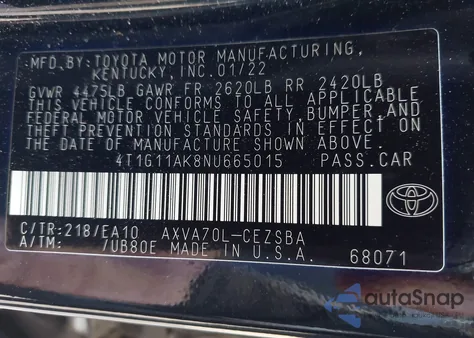 MFD.BY:TOYOTA MOTOR MANUFACTURING,
KENTUCKY,INC.01/22
GVWR 4475LB GAWR FR 2620LB RR 2420LB
THIS VEHICLE CONFORMS TO ALL APPLICABLE
FEDERAL MOTOR VEHICLE SAFETY,BUMPER,AND
THEFT PREVENTION STANDARDS IN EFFECT ON
THE DATE OF MANUFACTURE SHOWN ABOVE.
4T1G11AK8NU665015 PASS.CAR
C/TR:218/EA10 AXVA70L-CEZSBA
A/TM: /UB80E MADE IN U.S.A.
68071
autoSnap